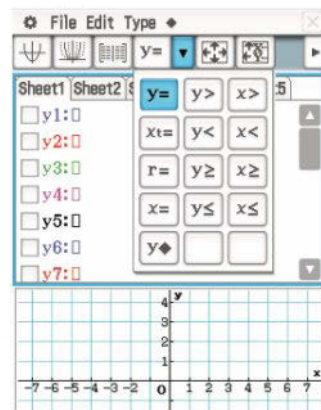 File Edit Type ◆
y=
Sheet1 Sheet2 S :5
y1:▯
y2:▯
y3:▯
y4:▯
y5:▯
y6:▯
y7:▯
y= y> x>
xt= y< x<
r= y≥ x≥
x= y≤ x≤
y◆
y
4
3
2
1
x
-7 -6 -5 -4 -3 -2 0 1 2 3 4 5 6 7